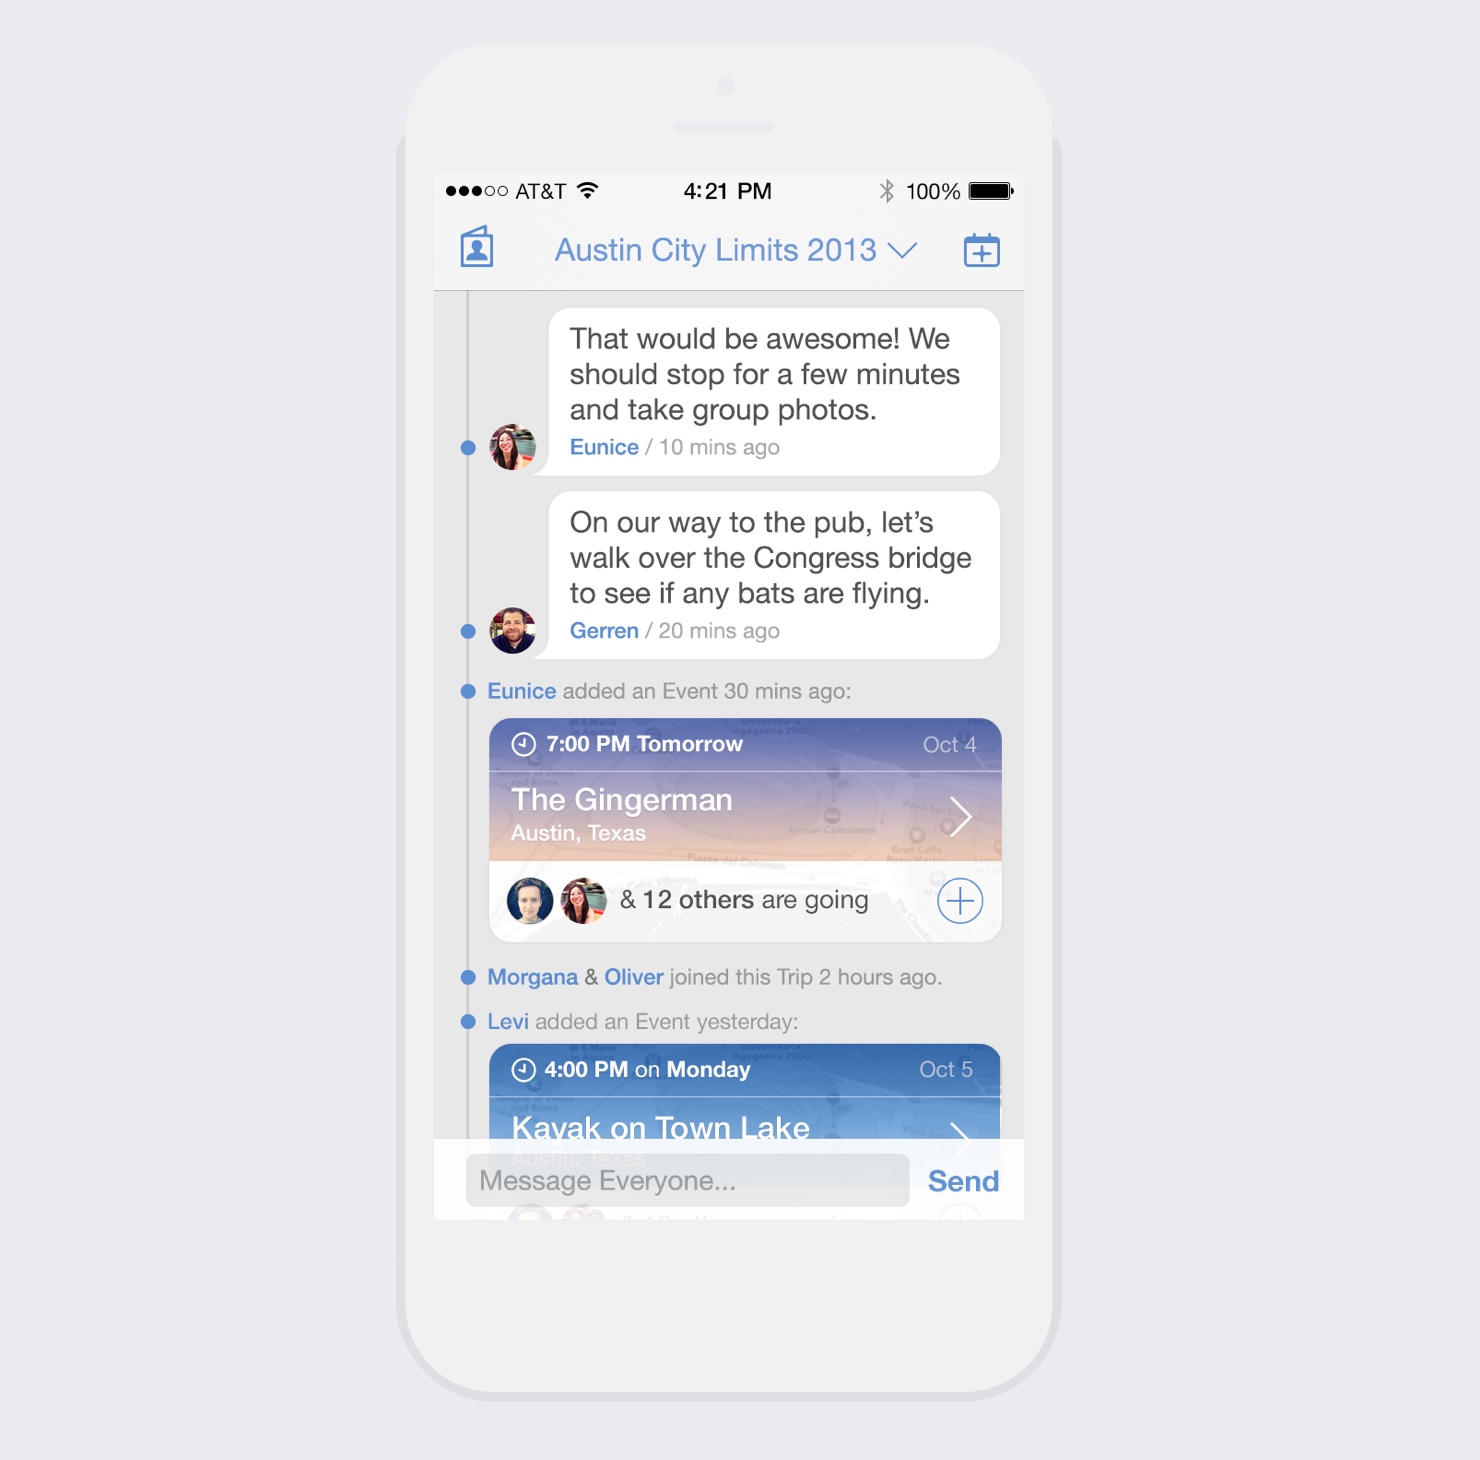 AT&T 4:21 PM 100%
Austin City Limits 2013
That would be awesome! We
should stop for a few minutes
and take group photos.
Eunice / 10 mins ago
On our way to the pub, let’s
walk over the Congress bridge
to see if any bats are flying.
Gerren / 20 mins ago
Eunice added an Event 30 mins ago:
7:00 PM Tomorrow Oct 4
The Gingerman
Austin, Texas
& 12 others are going
Morgana & Oliver joined this Trip 2 hours ago.
Levi added an Event yesterday:
4:00 PM on Monday Oct 5
Kayak on Town Lake
Austin, Texas
Message Everyone... Send